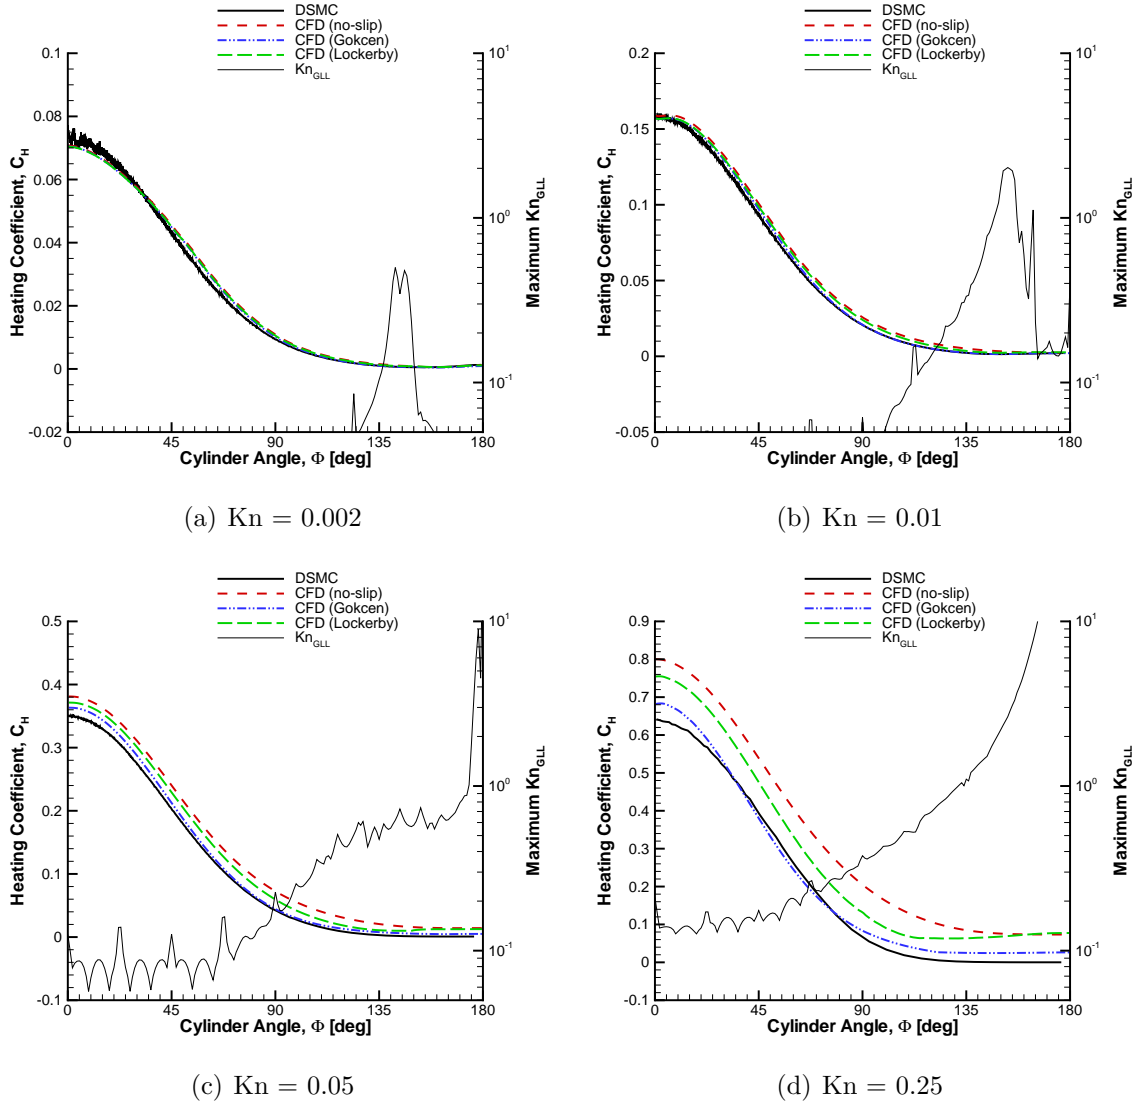 DSMC
CFD (no-slip)
CFD (Gokcen)
CFD (Lockerby)
Kn_GLL
Heating Coefficient, C_H
0.1
0.08
0.06
0.04
0.02
0
-0.02
0 45 90 135 180
Cylinder Angle, Φ [deg]
10^1
10^0
10^-1
Maximum Kn_GLL
(a) Kn = 0.002
DSMC
CFD (no-slip)
CFD (Gokcen)
CFD (Lockerby)
Kn_GLL
Heating Coefficient, C_H
0.2
0.15
0.1
0.05
0
-0.05
0 45 90 135 180
Cylinder Angle, Φ [deg]
10^1
10^0
10^-1
Maximum Kn_GLL
(b) Kn = 0.01
DSMC
CFD (no-slip)
CFD (Gokcen)
CFD (Lockerby)
Kn_GLL
Heating Coefficient, C_H
0.5
0.4
0.3
0.2
0.1
0
-0.1
0 45 90 135 180
Cylinder Angle, Φ [deg]
10^1
10^0
10^-1
Maximum Kn_GLL
(c) Kn = 0.05
DSMC
CFD (no-slip)
CFD (Gokcen)
CFD (Lockerby)
Kn_GLL
Heating Coefficient, C_H
0.9
0.8
0.7
0.6
0.5
0.4
0.3
0.2
0.1
0
-0.1
0 45 90 135 180
Cylinder Angle, Φ [deg]
10^1
10^0
10^-1
Maximum Kn_GLL
(d) Kn = 0.25